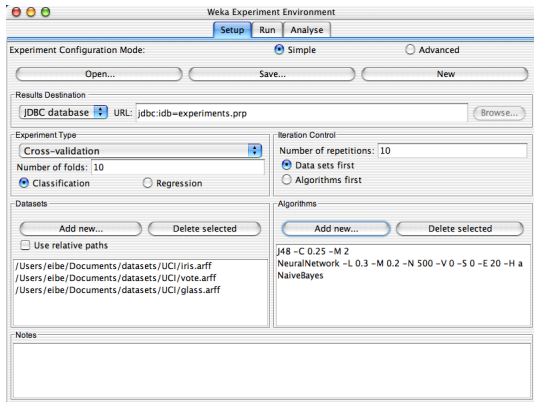 Weka Experiment Environment
Setup Run Analyse
Experiment Configuration Mode: Simple Advanced
Open... Save... New
Results Destination
JDBC database URL: jdbc:idb=experiments.prp Browse...
Experiment Type
Cross-validation
Number of folds: 10
Classification Regression
Iteration Control
Number of repetitions: 10
Data sets first
Algorithms first
Datasets
Add new... Delete selected
Use relative paths
/Users/eibe/Documents/datasets/UCI/iris.arff
/Users/eibe/Documents/datasets/UCI/vote.arff
/Users/eibe/Documents/datasets/UCI/glass.arff
Algorithms
Add new... Delete selected
J48 -C 0.25 -M 2
NeuralNetwork -L 0.3 -M 0.2 -N 500 -V 0 -S 0 -E 20 -H a
NaiveBayes
Notes